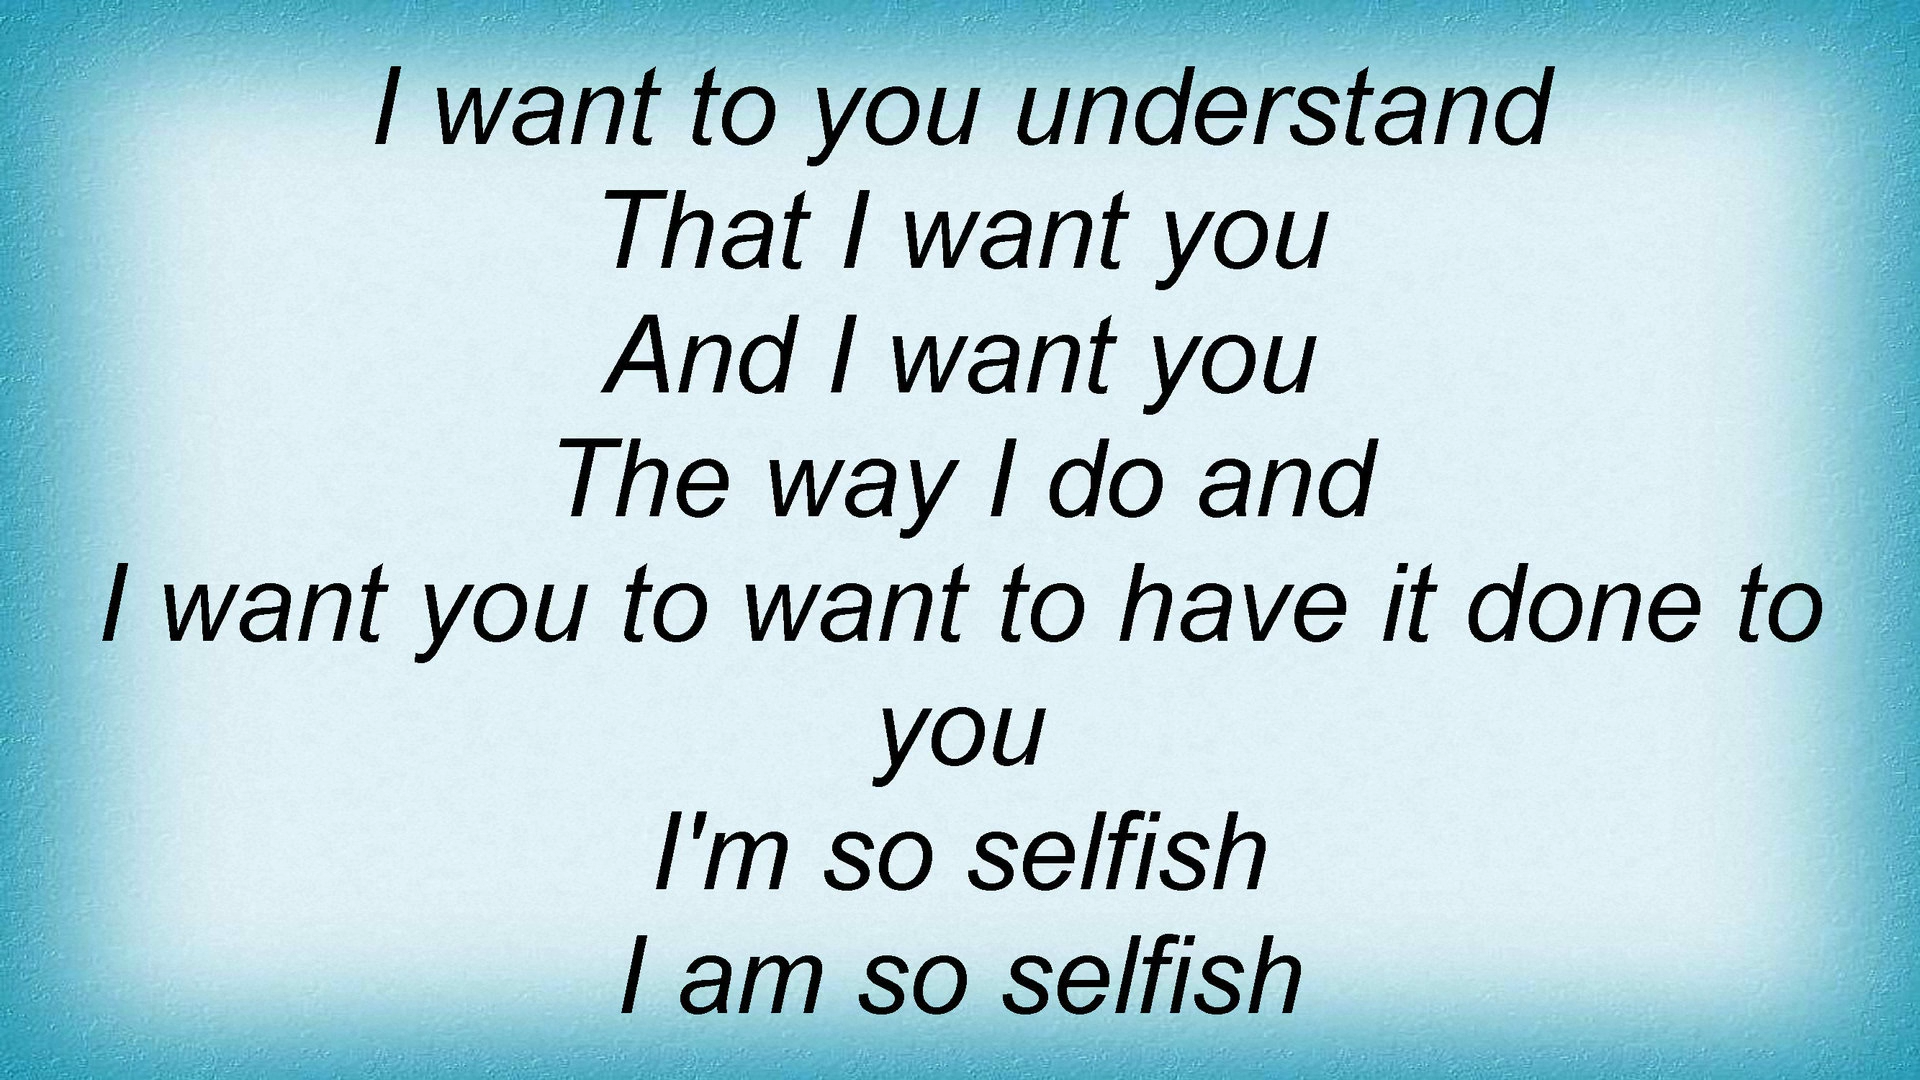 I want to you understand
That I want you
And I want you
The way I do and
I want you to want to have it done to
you
I'm so selfish
I am so selfish